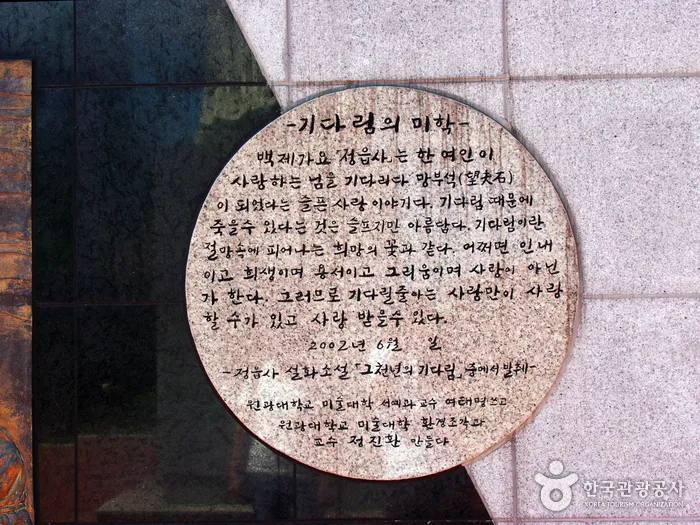 -기다림의 미학-
백제가요 「정읍사」는 한 여인이
사랑하는 님을 기다리다 망부석(望夫石)
이 되었다는 슬픈 사랑 이야기다. 기다림 때문에
죽을수 있다는 것은 슬프지만 아름답다. 기다림이란
절망속에 피어나는 희망의 꽃과 같다. 어쩌면 인내
이고 희생이며 용서이고 그리움이며 사랑이 아닌
가 한다. 그러므로 기다릴줄아는 사람만이 사랑
할 수가 있고 사랑 받을수 있다.
2002년 6월 일
-정읍사 설화소설 「그 천년의 기다림」 중에서 발췌-
원광대학교 미술대학 서예과 교수 여태명 쓰고
원광대학교 미술대학 환경조각과
교수 정진환 만들다
한국관광공사
KOREA TOURISM ORGANIZATION